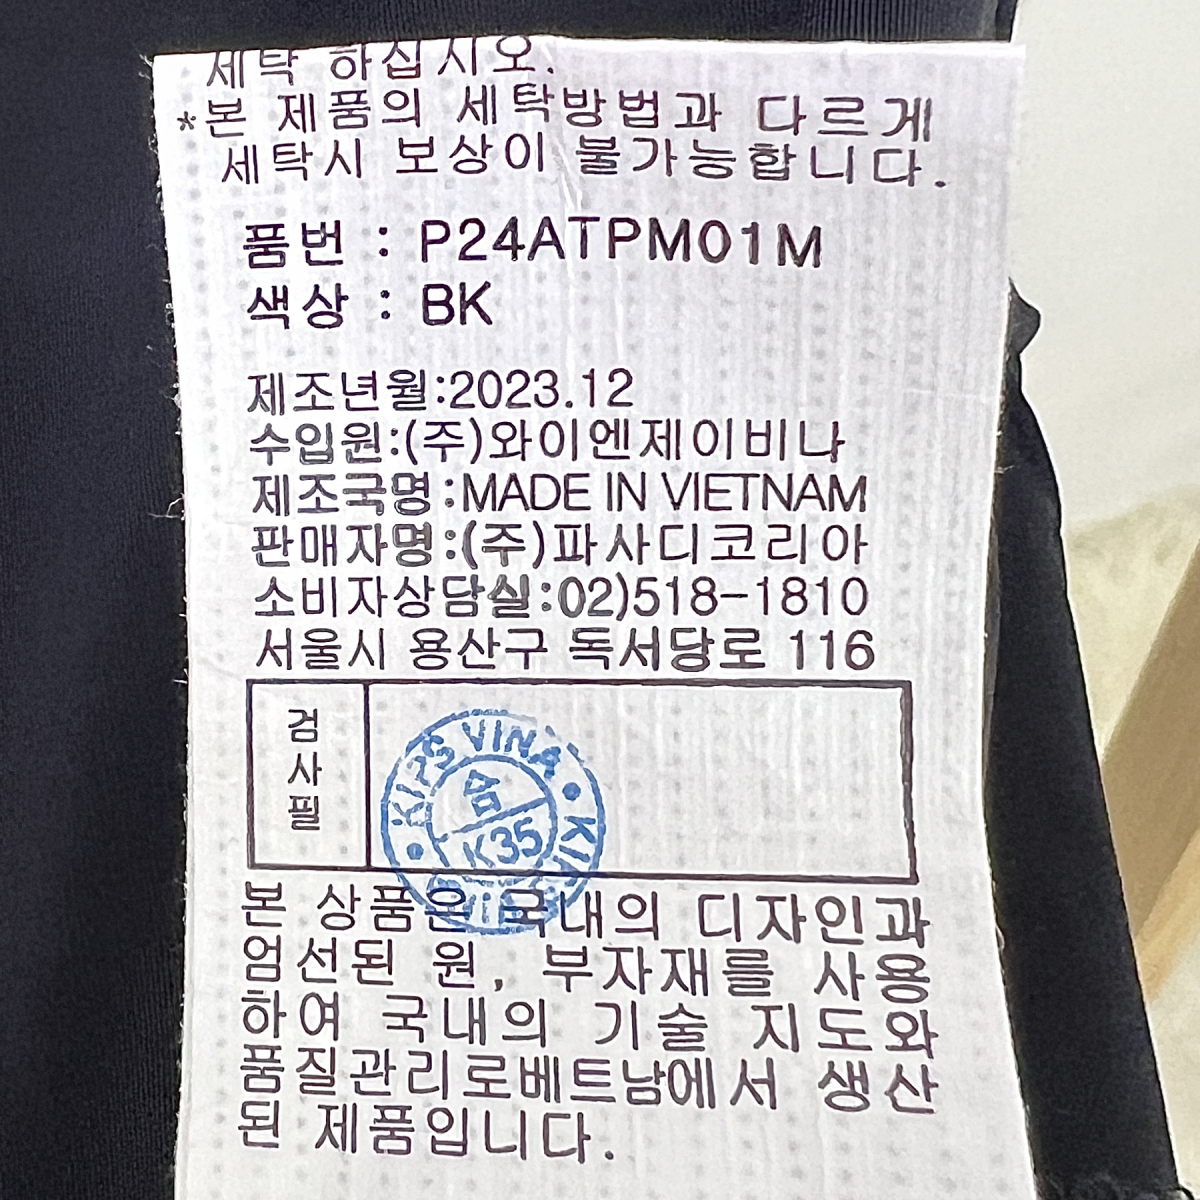 세탁 하십시오.
*본 제품의 세탁방법과 다르게
세탁시 보상이 불가능합니다.
품번 : P24ATPM01M
색상 : BK
제조년월:2023.12
수입원:(주)와이엔제이비나
제조국명:MADE IN VIETNAM
판매자명:(주)파사디코리아
소비자상담실:02)518-1810
서울시 용산구 독서당로 116
검사필
KIPS VINA
합
K35
본 상품은 국내의 디자인과
엄선된 원, 부자재를 사용
하여 국내의 기술 지도와
품질관리로베트남에서 생산
된 제품입니다.